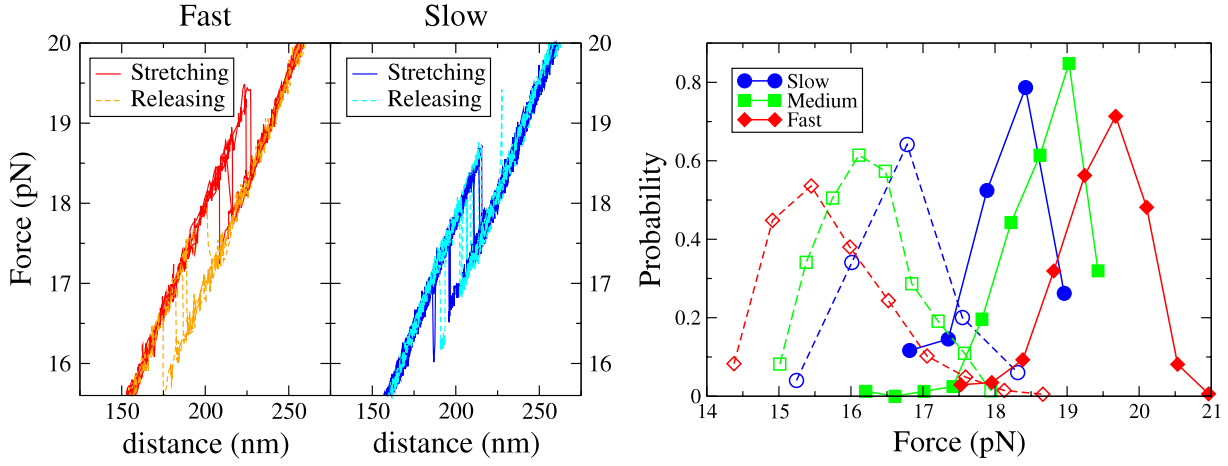 Fast
Slow
20
19
18
17
16
Force (pN)
Stretching
Releasing
150
200
250
distance (nm)
Stretching
Releasing
150
200
250
distance (nm)
20
19
18
17
16
0.8
0.6
0.4
0.2
0
Probability
Slow
Medium
Fast
14
15
16
17
18
19
20
21
Force (pN)